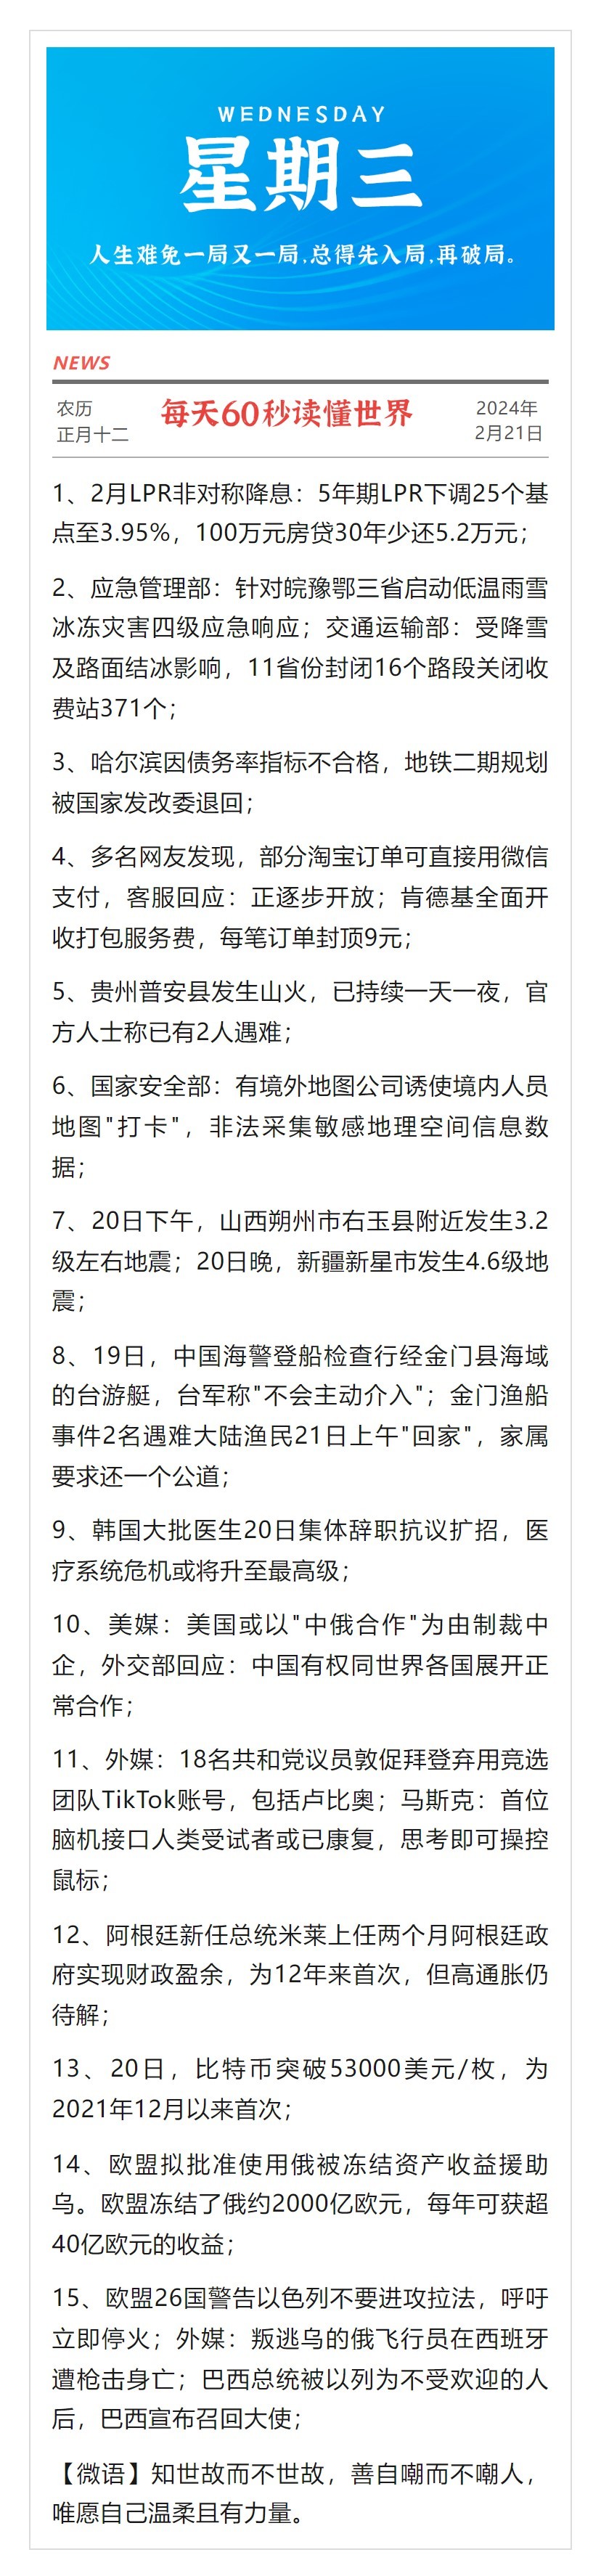 WEDNESDAY
星期三
人生难免一局又一局,总得先入局,再破局。
NEWS
农历
正月十二
每天60秒读懂世界
2024年
2月21日
1、2月LPR非对称降息：5年期LPR下调25个基
点至3.95%，100万元房贷30年少还5.2万元；
2、应急管理部：针对皖豫鄂三省启动低温雨雪
冰冻灾害四级应急响应；交通运输部：受降雪
及路面结冰影响，11省份封闭16个路段关闭收
费站371个；
3、哈尔滨因债务率指标不合格，地铁二期规划
被国家发改委退回；
4、多名网友发现，部分淘宝订单可直接用微信
支付，客服回应：正逐步开放；肯德基全面开
收打包服务费，每笔订单封顶9元；
5、贵州普安县发生山火，已持续一天一夜，官
方人士称已有2人遇难；
6、国家安全部：有境外地图公司诱使境内人员
地图"打卡"，非法采集敏感地理空间信息数
据；
7、20日下午，山西朔州市右玉县附近发生3.2
级左右地震；20日晚，新疆新星市发生4.6级地
震；
8、19日，中国海警登船检查行经金门县海域
的台游艇，台军称"不会主动介入"；金门渔船
事件2名遇难大陆渔民21日上午"回家"，家属
要求还一个公道；
9、韩国大批医生20日集体辞职抗议扩招，医
疗系统危机或将升至最高级；
10、美媒：美国或以"中俄合作"为由制裁中
企，外交部回应：中国有权同世界各国展开正
常合作；
11、外媒：18名共和党议员敦促拜登弃用竞选
团队TikTok账号，包括卢比奥；马斯克：首位
脑机接口人类受试者或已康复，思考即可操控
鼠标；
12、阿根廷新任总统米莱上任两个月阿根廷政
府实现财政盈余，为12年来首次，但高通胀仍
待解；
13、20日，比特币突破53000美元/枚，为
2021年12月以来首次；
14、欧盟拟批准使用俄被冻结资产收益援助
乌。欧盟冻结了俄约2000亿欧元，每年可获超
40亿欧元的收益；
15、欧盟26国警告以色列不要进攻拉法，呼吁
立即停火；外媒：叛逃乌的俄飞行员在西班牙
遭枪击身亡；巴西总统被以列为不受欢迎的人
后，巴西宣布召回大使；
【微语】知世故而不世故，善自嘲而不嘲人，
唯愿自己温柔且有力量。